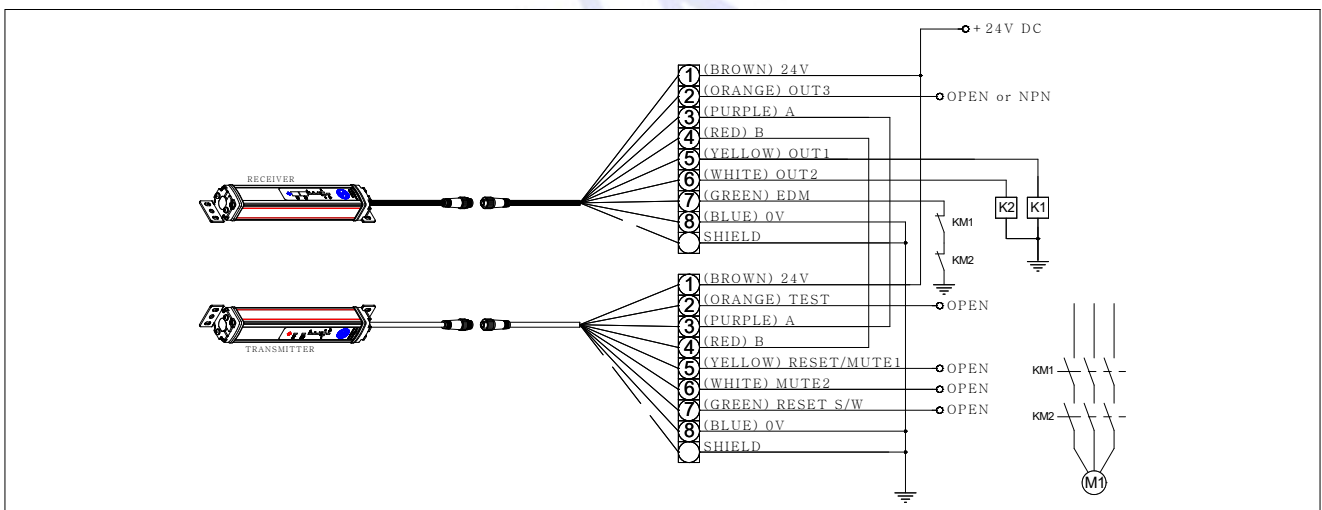 + 24V DC
1 (BROWN) 24V
2 (ORANGE) OUT3
OPEN or NPN
3 (PURPLE) A
4 (RED) B
5 (YELLOW) OUT1
6 (WHITE) OUT2
7 (GREEN) EDM
8 (BLUE) 0V
SHIELD
RECEIVER
K2
K1
KM1
KM2
1 (BROWN) 24V
2 (ORANGE) TEST
OPEN
3 (PURPLE) A
4 (RED) B
5 (YELLOW) RESET/MUTE1
OPEN
6 (WHITE) MUTE2
OPEN
7 (GREEN) RESET S/W
OPEN
8 (BLUE) 0V
SHIELD
TRANSMITTER
KM1
KM2
M1